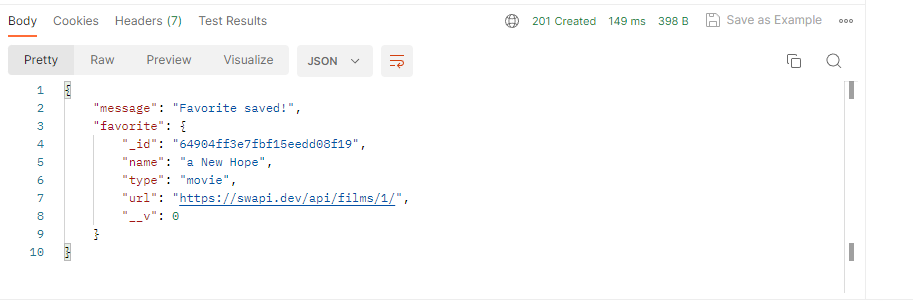 Body Cookies Headers (7) Test Results 201 Created 149 ms 398 B Save as Example
Pretty Raw Preview Visualize JSON
1 {
2 "message": "Favorite saved!",
3 "favorite": {
4 "_id": "64904ff3e7fbf15eedd08f19",
5 "name": "a New Hope",
6 "type": "movie",
7 "url": "https://swapi.dev/api/films/1/",
8 "__v": 0
9 }
10 }